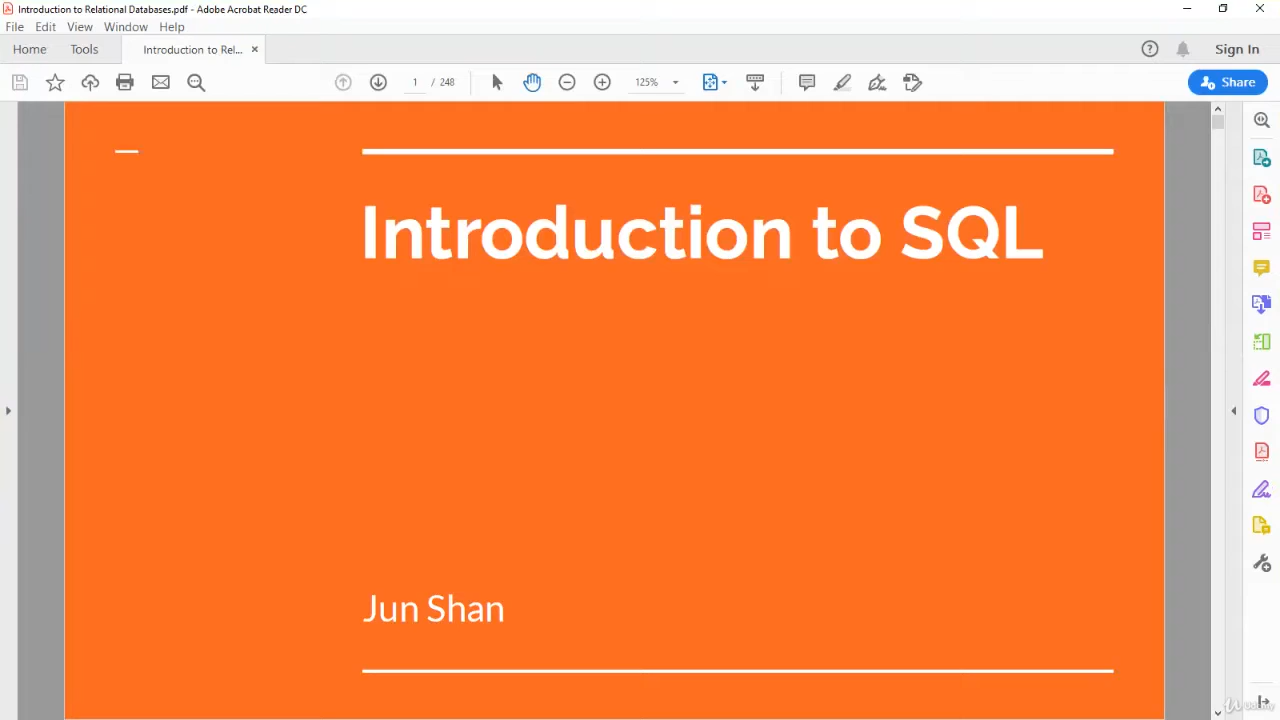 Introduction to Relational Databases.pdf - Adobe Acrobat Reader DC
File Edit View Window Help
Home Tools Introduction to Rel... × Sign In
1 / 248 125% Share
Introduction to SQL
Jun Shan
Udemy